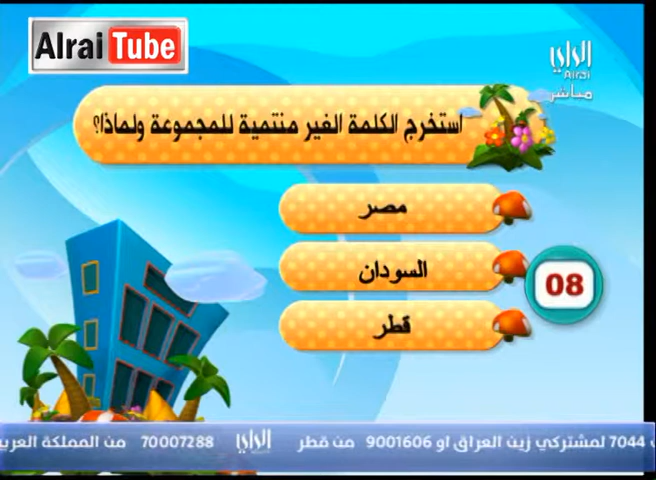 Alrai Tube
الراي
Alrai
مباشر
استخرج الكلمة الغير منتمية للمجموعة ولماذا؟
مصر
السودان
08
قطر
7044 لمشتركي زين العراق او 9001606 من قطر الراي 70007288 من المملكة العربي